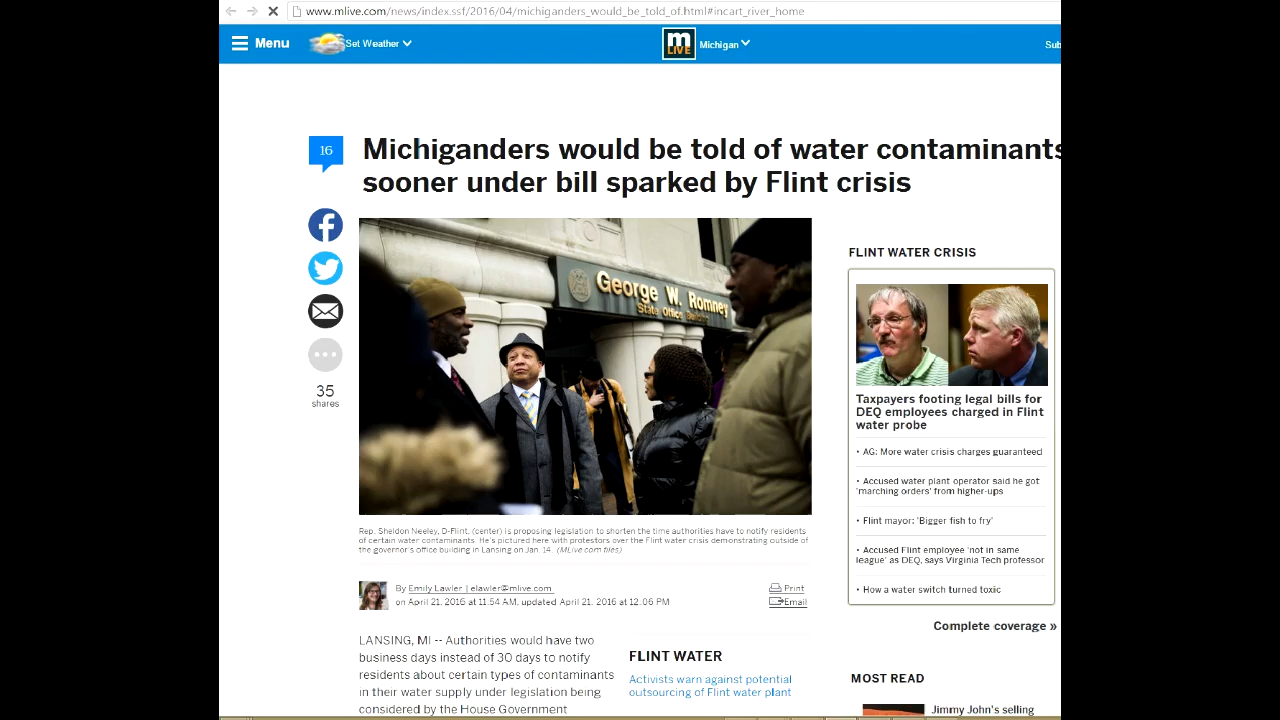 www.mlive.com/news/index.ssf/2016/04/michiganders_would_be_told_of.html#incart_river_home
Menu
Set Weather
m
LIVE
Michigan
Sub
16
Michiganders would be told of water contaminants
sooner under bill sparked by Flint crisis
35
shares
George W. Romney
State Office
Rep. Sheldon Neeley, D-Flint, (center) is proposing legislation to shorten the time authorities have to notify residents
of certain water contaminants. He's pictured here with protestors over the Flint water crisis demonstrating outside of
the governor's office building in Lansing on Jan. 14. (MLive.com files)
By Emily Lawler | elawler@mlive.com
on April 21, 2016 at 11:54 AM, updated April 21, 2016 at 12:06 PM
Print
Email
LANSING, MI -- Authorities would have two
business days instead of 30 days to notify
residents about certain types of contaminants
in their water supply under legislation being
considered by the House Government
FLINT WATER
Activists warn against potential
outsourcing of Flint water plant
FLINT WATER CRISIS
Taxpayers footing legal bills for
DEQ employees charged in Flint
water probe
• AG: More water crisis charges guaranteed
• Accused water plant operator said he got
'marching orders' from higher-ups
• Flint mayor: 'Bigger fish to fry'
• Accused Flint employee 'not in same
league' as DEQ, says Virginia Tech professor
• How a water switch turned toxic
Complete coverage »
MOST READ
Jimmy John's selling